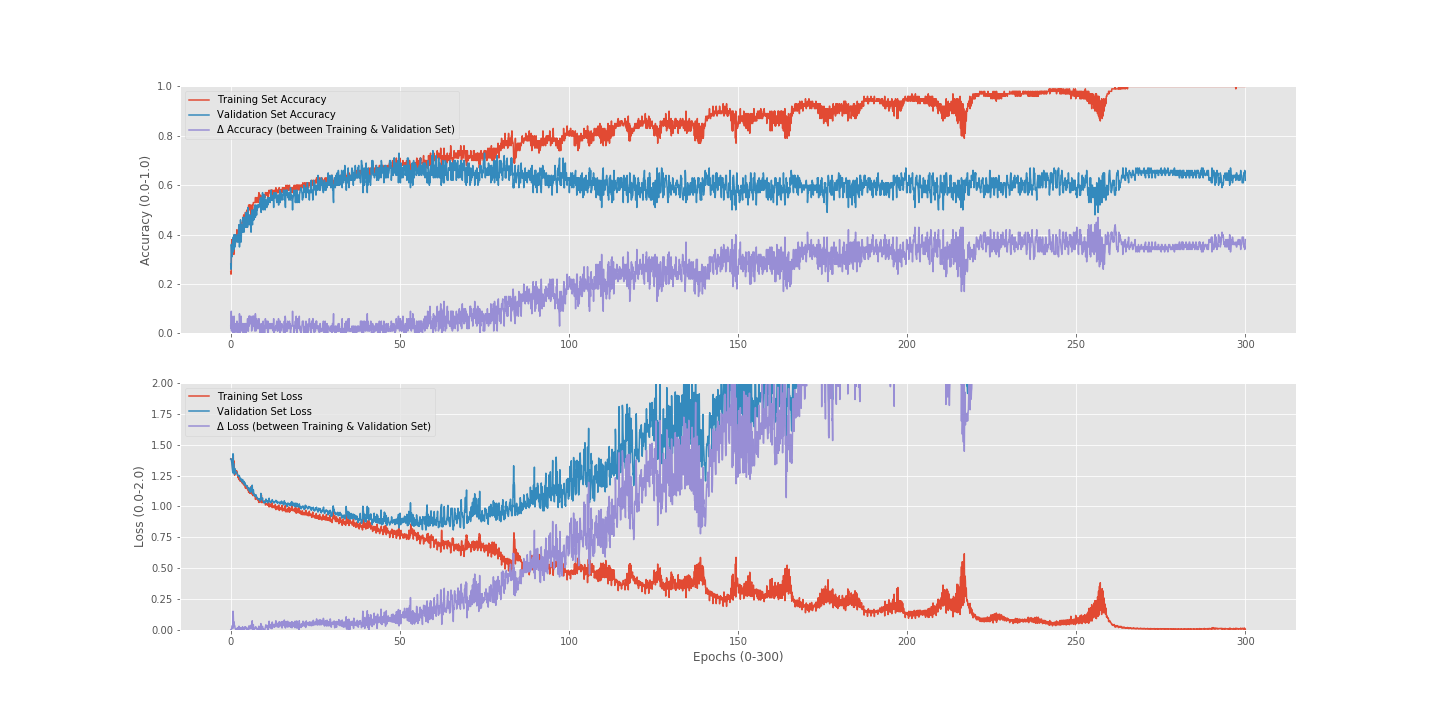 1.0
0.8
0.6
0.4
0.2
0.0
Accuracy (0.0-1.0)
Training Set Accuracy
Validation Set Accuracy
Δ Accuracy (between Training & Validation Set)
0 50 100 150 200 250 300
2.00
1.75
1.50
1.25
1.00
0.75
0.50
0.25
0.00
Loss (0.0-2.0)
Training Set Loss
Validation Set Loss
Δ Loss (between Training & Validation Set)
0 50 100 150 200 250 300
Epochs (0-300)